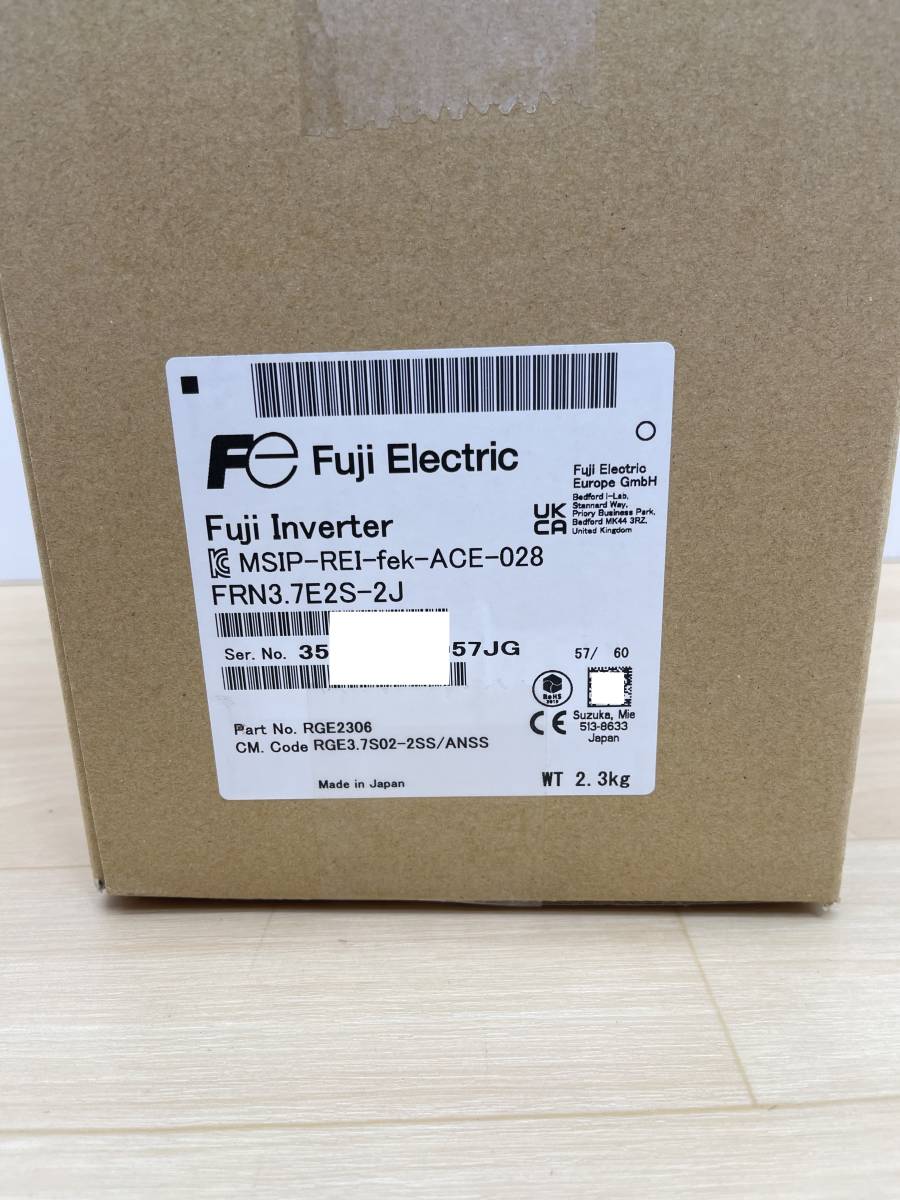 Fe Fuji Electric
Fuji Electric
Europe GmbH
Bedford i-Lab,
Stannard Way,
Priory Business Park,
Bedford MK44 3RZ,
United Kingdom
UK
CA
Fuji Inverter
MSIP-REI-fek-ACE-028
FRN3.7E2S-2J
Ser. No. 35 57JG
57/ 60
RoHS
CE
Suzuka, Mie
513-8633
Japan
Part No. RGE2306
CM. Code RGE3.7S02-2SS/ANSS
Made in Japan
WT 2.3kg